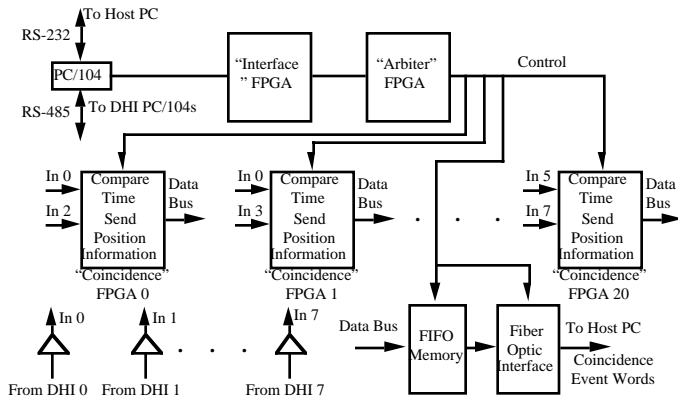 To Host PC
RS-232
PC/104
"Interface
" FPGA
"Arbiter"
FPGA
Control
RS-485
To DHI PC/104s
In 0
In 2
Compare
Time
Send
Position
Information
Data
Bus
"Coincidence"
FPGA 0
In 0
In 3
Compare
Time
Send
Position
Information
Data
Bus
"Coincidence"
FPGA 1
. . .
In 5
In 7
Compare
Time
Send
Position
Information
Data
Bus
"Coincidence"
FPGA 20
In 0
In 1
. . .
In 7
From DHI 0
From DHI 1
From DHI 7
Data Bus
FIFO
Memory
Fiber
Optic
Interface
To Host PC
Coincidence
Event Words